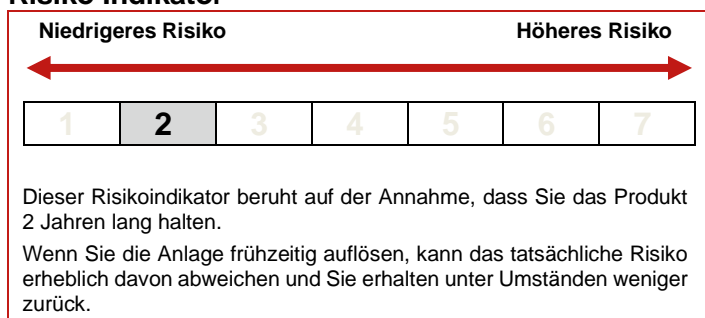 Niedrigeres Risiko Höheres Risiko
1 2 3 4 5 6 7
Dieser Risikoindikator beruht auf der Annahme, dass Sie das Produkt
2 Jahren lang halten.
Wenn Sie die Anlage frühzeitig auflösen, kann das tatsächliche Risiko
erheblich davon abweichen und Sie erhalten unter Umständen weniger
zurück.